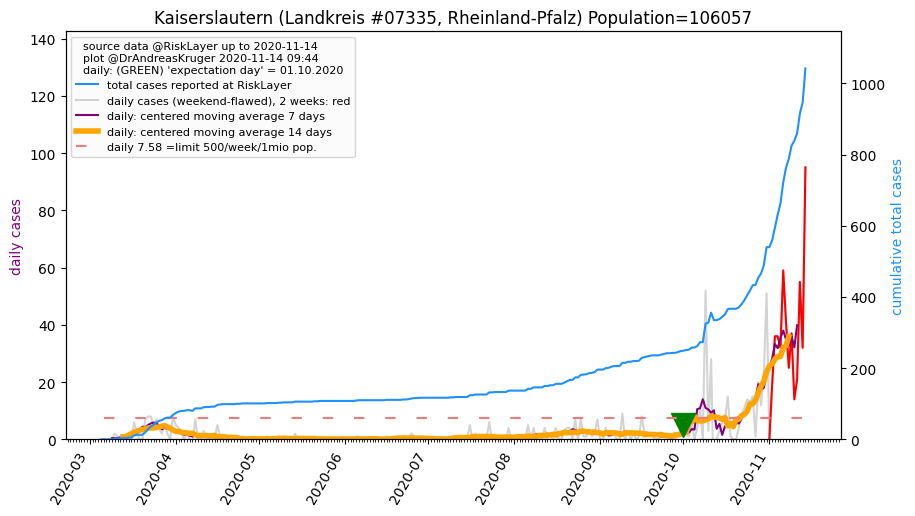 Kaiserslautern (Landkreis #07335, Rheinland-Pfalz) Population=106057
source data @RiskLayer up to 2020-11-14
plot @DrAndreasKruger 2020-11-14 09:44
daily: (GREEN) 'expectation day' = 01.10.2020
total cases reported at RiskLayer
daily cases (weekend-flawed), 2 weeks: red
daily: centered moving average 7 days
daily: centered moving average 14 days
daily 7.58 =limit 500/week/1mio pop.
daily cases
140
120
100
80
60
40
20
0
cumulative total cases
1000
800
600
400
200
0
2020-03
2020-04
2020-05
2020-06
2020-07
2020-08
2020-09
2020-10
2020-11